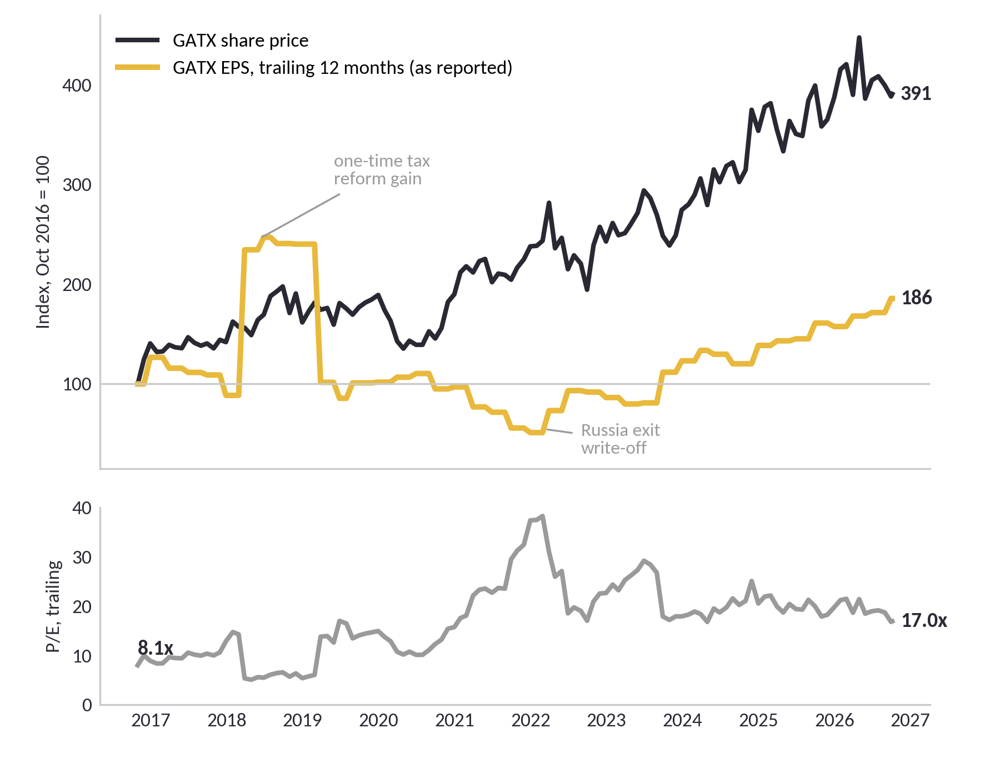 GATX share price
GATX EPS, trailing 12 months (as reported)
Index, Oct 2016 = 100
400
300
200
100
391
186
one-time tax
reform gain
Russia exit
write-off
P/E, trailing
40
30
20
10
0
8.1x
17.0x
2017 2018 2019 2020 2021 2022 2023 2024 2025 2026 2027